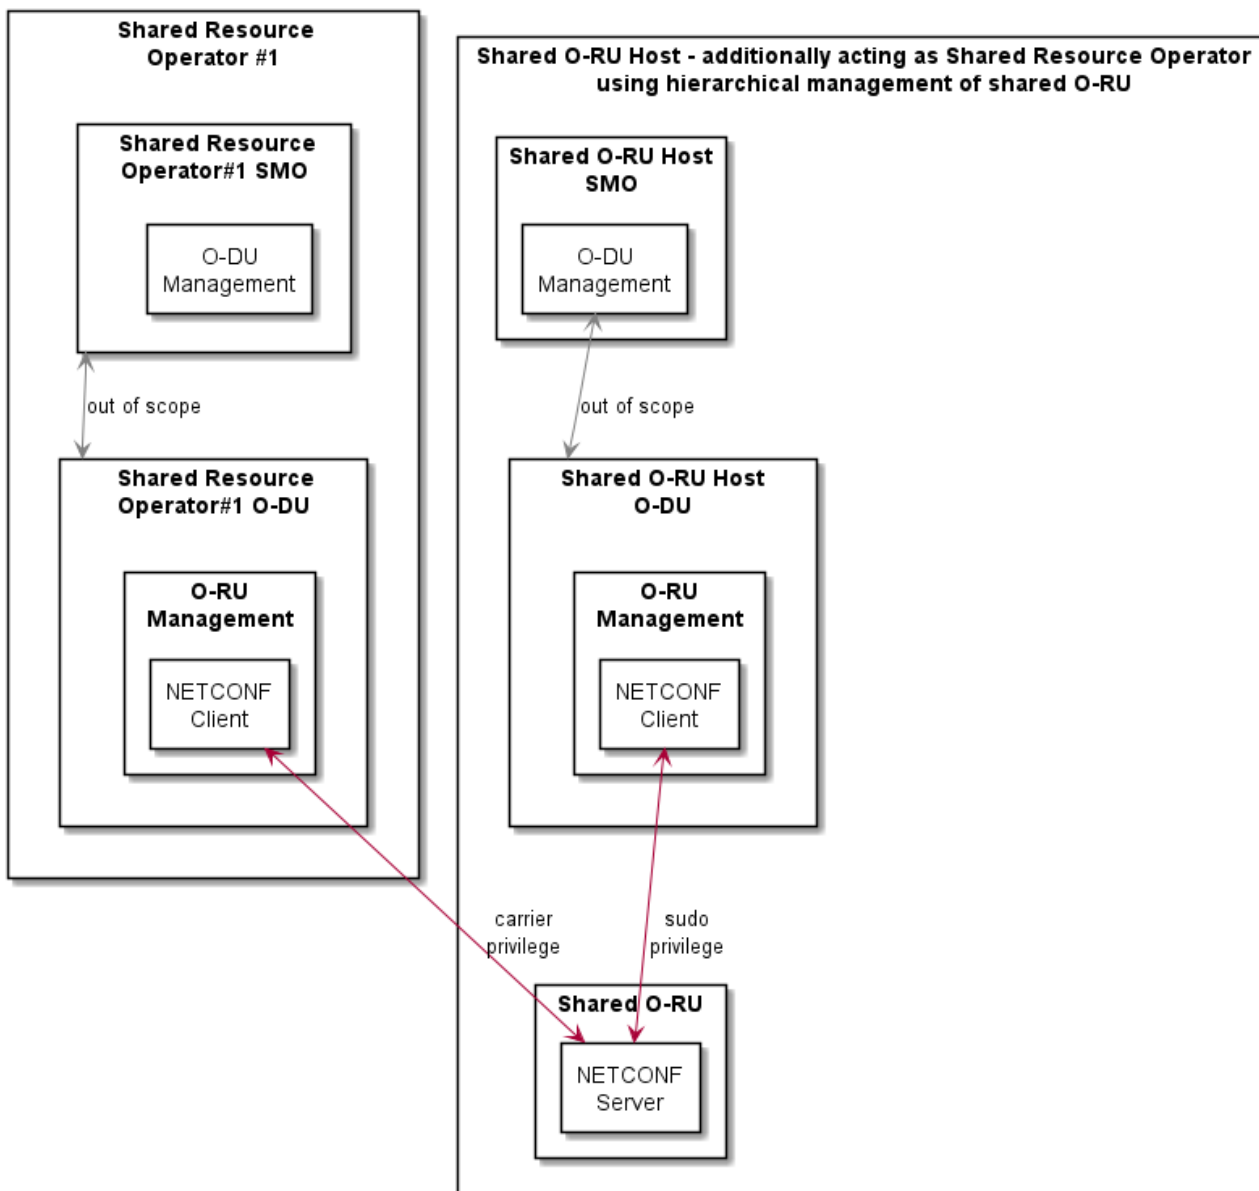 Shared Resource
Operator #1
Shared Resource
Operator#1 SMO
O-DU
Management
out of scope
Shared Resource
Operator#1 O-DU
O-RU
Management
NETCONF
Client
Shared O-RU Host - additionally acting as Shared Resource Operator
using hierarchical management of shared O-RU
Shared O-RU Host
SMO
O-DU
Management
out of scope
Shared O-RU Host
O-DU
O-RU
Management
NETCONF
Client
carrier
privilege
sudo
privilege
Shared O-RU
NETCONF
Server